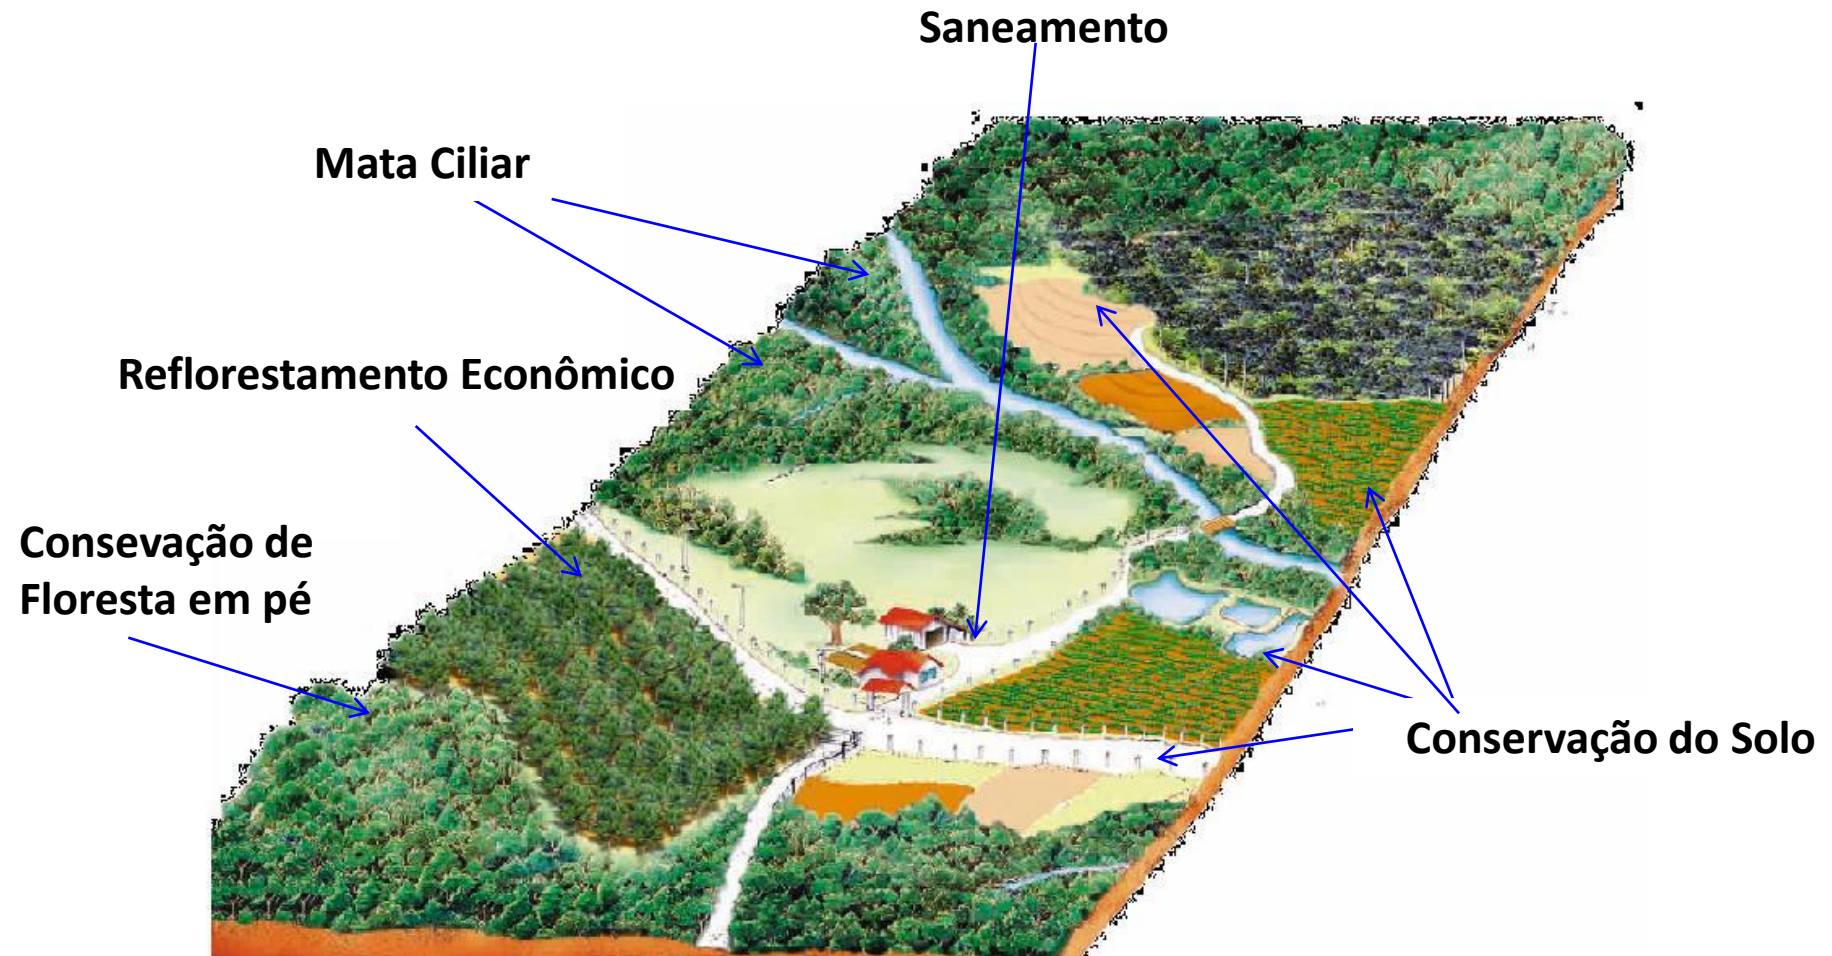 Saneamento
Mata Ciliar
Reflorestamento Econômico
Consevação de
Floresta em pé
Conservação do Solo